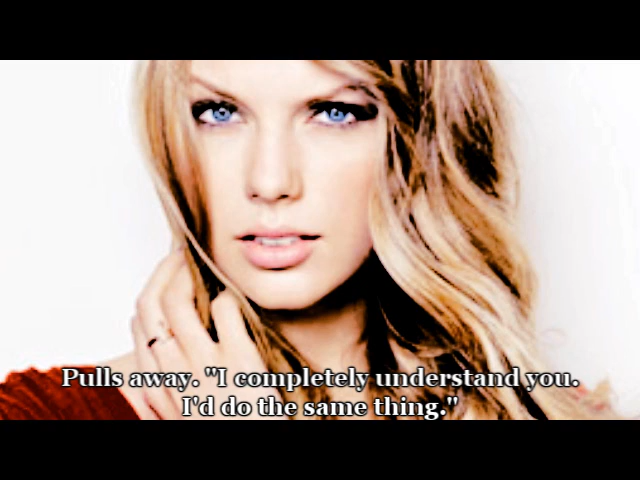 Pulls away. "I completely understand you.
I'd do the same thing."